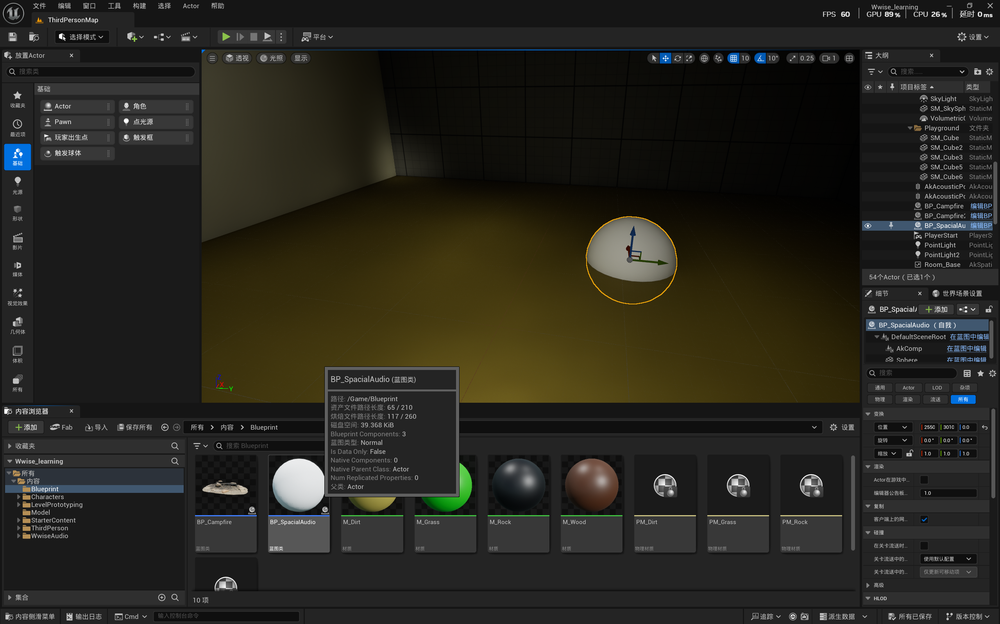 文件 编辑 窗口 工具 构建 选择 Actor 帮助
Wwise_learning
FPS 60 GPU 89% CPU 26% 延时 0 ms
ThirdPersonMap
选择模式 平台 设置
放置Actor
搜索类
基础
收藏夹
最近项
基础
光源
形状
影片
媒体
视觉效果
几何体
体积
所有
Actor 角色
Pawn 点光源
玩家出生点 触发框
触发球体
透视 光照 显示
10 10° 0.25 1
Z
X
Y
大纲
搜索......
项目标签 类型
SkyLight SkyLigh
SM_SkySph StaticM
Volumetric Volume
Playground 文件夹
SM_Cube StaticM
SM_Cube2 StaticM
SM_Cube3 StaticM
SM_Cube5 StaticM
SM_Cube6 StaticM
AkAcousticPo AkAcou
AkAcousticPo AkAcou
BP_Campfire 编辑BP
BP_Campfire2 编辑BP
BP_SpacialAu 编辑BP
PlayerStart PlayerSt
PointLight PointLig
PointLight2 PointLig
Room_Base AkSpati
54个Actor（已选1个）
细节 世界场景设置
BP_SpacialA 添加
BP_SpacialAudio （自我）
DefaultSceneRoot 在蓝图中编辑
AkComp 在蓝图中编辑
Sphere 在蓝图中编辑
搜索
通用 Actor LOD 杂项
物理 渲染 流送 所有
变换
位置 2550 3010 0.0
旋转 0.0° 0.0° 0.0°
缩放 1.0 1.0 1.0
渲染
Actor在游戏中...
编辑器公告板... 1.0
复制
客户端上的网...
碰撞
在关卡流送时...
关卡流送中的... 使用默认配置
关卡流送中的... 仅更新可移动项
高级
HLOD
内容浏览器
添加 Fab 导入 保存所有 所有 内容 Blueprint 设置
收藏夹
Wwise_learning
所有
内容
Blueprint
Characters
LevelPrototyping
Model
StarterContent
ThirdPerson
WwiseAudio
集合
搜索 Blueprint
BP_Campfire
蓝图类
BP_SpacialAudio
蓝图类
M_Dirt
材质
M_Grass
材质
M_Rock
材质
M_Wood
材质
PM_Dirt
物理材质
PM_Grass
物理材质
PM_Rock
物理材质
10 项
BP_SpacialAudio (蓝图类)
路径: /Game/Blueprint
资产文件路径长度: 65 / 210
烘焙文件路径长度: 117 / 260
磁盘空间: 39.368 KiB
Blueprint Components: 3
蓝图类型: Normal
Is Data Only: False
Native Components: 0
Native Parent Class: Actor
Num Replicated Properties: 0
父类: Actor
内容侧滑菜单 输出日志 Cmd 输入控制台命令 追踪 派生数据 所有已保存 版本控制